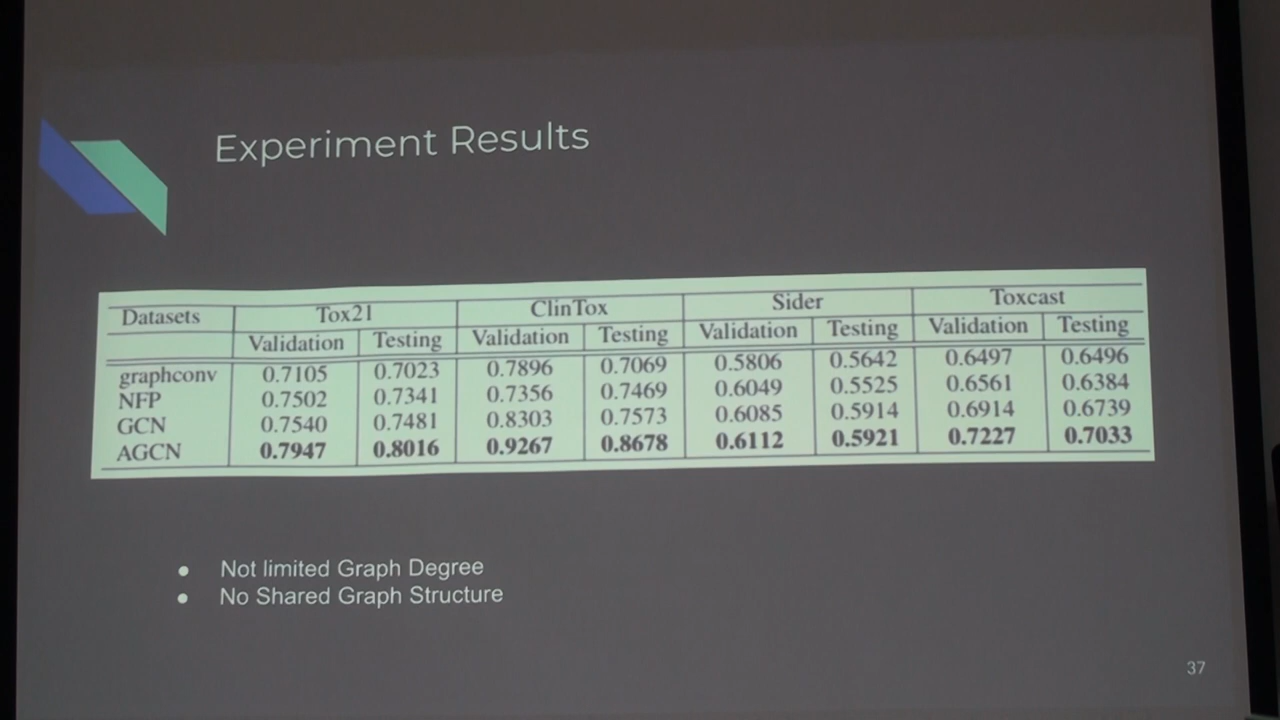 Experiment Results
Datasets Tox21 ClinTox Sider Toxcast
Validation Testing Validation Testing Validation Testing Validation Testing
graphconv 0.7105 0.7023 0.7896 0.7069 0.5806 0.5642 0.6497 0.6496
NFP 0.7502 0.7341 0.7356 0.7469 0.6049 0.5525 0.6561 0.6384
GCN 0.7540 0.7481 0.8303 0.7573 0.6085 0.5914 0.6914 0.6739
AGCN 0.7947 0.8016 0.9267 0.8678 0.6112 0.5921 0.7227 0.7033
● Not limited Graph Degree
● No Shared Graph Structure
37